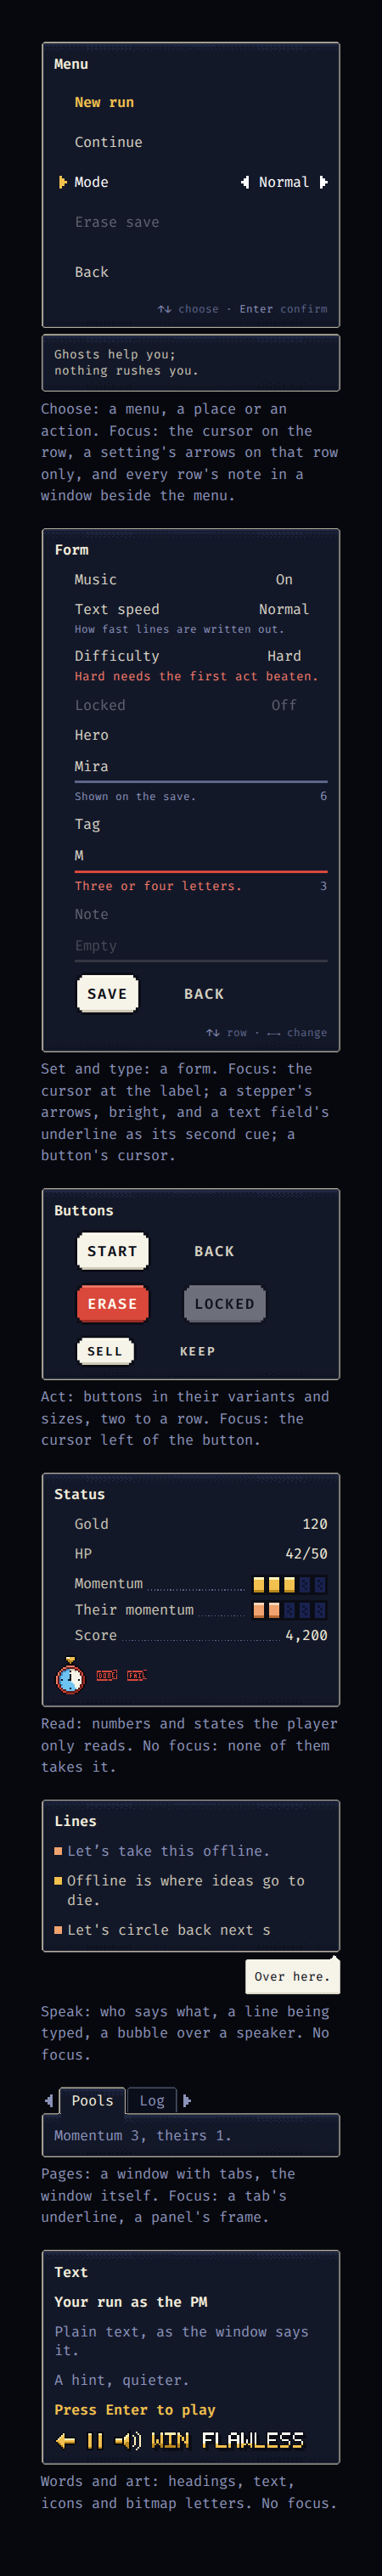 Menu
New run
Continue
Mode Normal
Erase save
Back
↑↓ choose · Enter confirm
Ghosts help you;
nothing rushes you.
Choose: a menu, a place or an
action. Focus: the cursor on the
row, a setting's arrows on that row
only, and every row's note in a
window beside the menu.
Form
Music On
Text speed Normal
How fast lines are written out.
Difficulty Hard
Hard needs the first act beaten.
Locked Off
Hero
Mira
Shown on the save. 6
Tag
M
Three or four letters. 3
Note
Empty
SAVE BACK
↑↓ row · ←→ change
Set and type: a form. Focus: the
cursor at the label; a stepper's
arrows, bright, and a text field's
underline as its second cue; a
button's cursor.
Buttons
START BACK
ERASE LOCKED
SELL KEEP
Act: buttons in their variants and
sizes, two to a row. Focus: the
cursor left of the button.
Status
Gold 120
HP 42/50
Momentum
Their momentum
Score 4,200
DONE FAIL
Read: numbers and states the player
only reads. No focus: none of them
takes it.
Lines
Let’s take this offline.
Offline is where ideas go to
die.
Let's circle back next s
Over here.
Speak: who says what, a line being
typed, a bubble over a speaker. No
focus.
Pools Log
Momentum 3, theirs 1.
Pages: a window with tabs, the
window itself. Focus: a tab's
underline, a panel's frame.
Text
Your run as the PM
Plain text, as the window says
it.
A hint, quieter.
Press Enter to play
WIN FLAWLESS
Words and art: headings, text,
icons and bitmap letters. No focus.